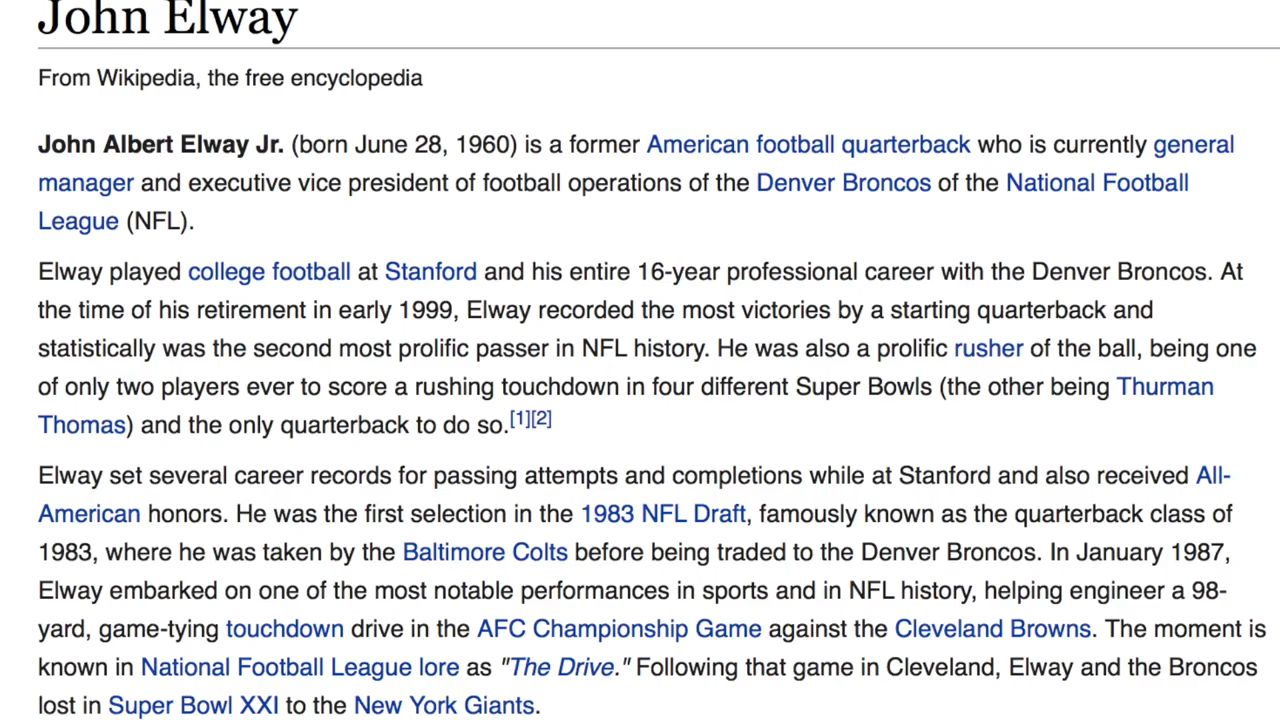 John Elway
From Wikipedia, the free encyclopedia
John Albert Elway Jr. (born June 28, 1960) is a former American football quarterback who is currently general
manager and executive vice president of football operations of the Denver Broncos of the National Football
League (NFL).
Elway played college football at Stanford and his entire 16-year professional career with the Denver Broncos. At
the time of his retirement in early 1999, Elway recorded the most victories by a starting quarterback and
statistically was the second most prolific passer in NFL history. He was also a prolific rusher of the ball, being one
of only two players ever to score a rushing touchdown in four different Super Bowls (the other being Thurman
Thomas) and the only quarterback to do so.[1][2]
Elway set several career records for passing attempts and completions while at Stanford and also received All-
American honors. He was the first selection in the 1983 NFL Draft, famously known as the quarterback class of
1983, where he was taken by the Baltimore Colts before being traded to the Denver Broncos. In January 1987,
Elway embarked on one of the most notable performances in sports and in NFL history, helping engineer a 98-
yard, game-tying touchdown drive in the AFC Championship Game against the Cleveland Browns. The moment is
known in National Football League lore as "The Drive." Following that game in Cleveland, Elway and the Broncos
lost in Super Bowl XXI to the New York Giants.